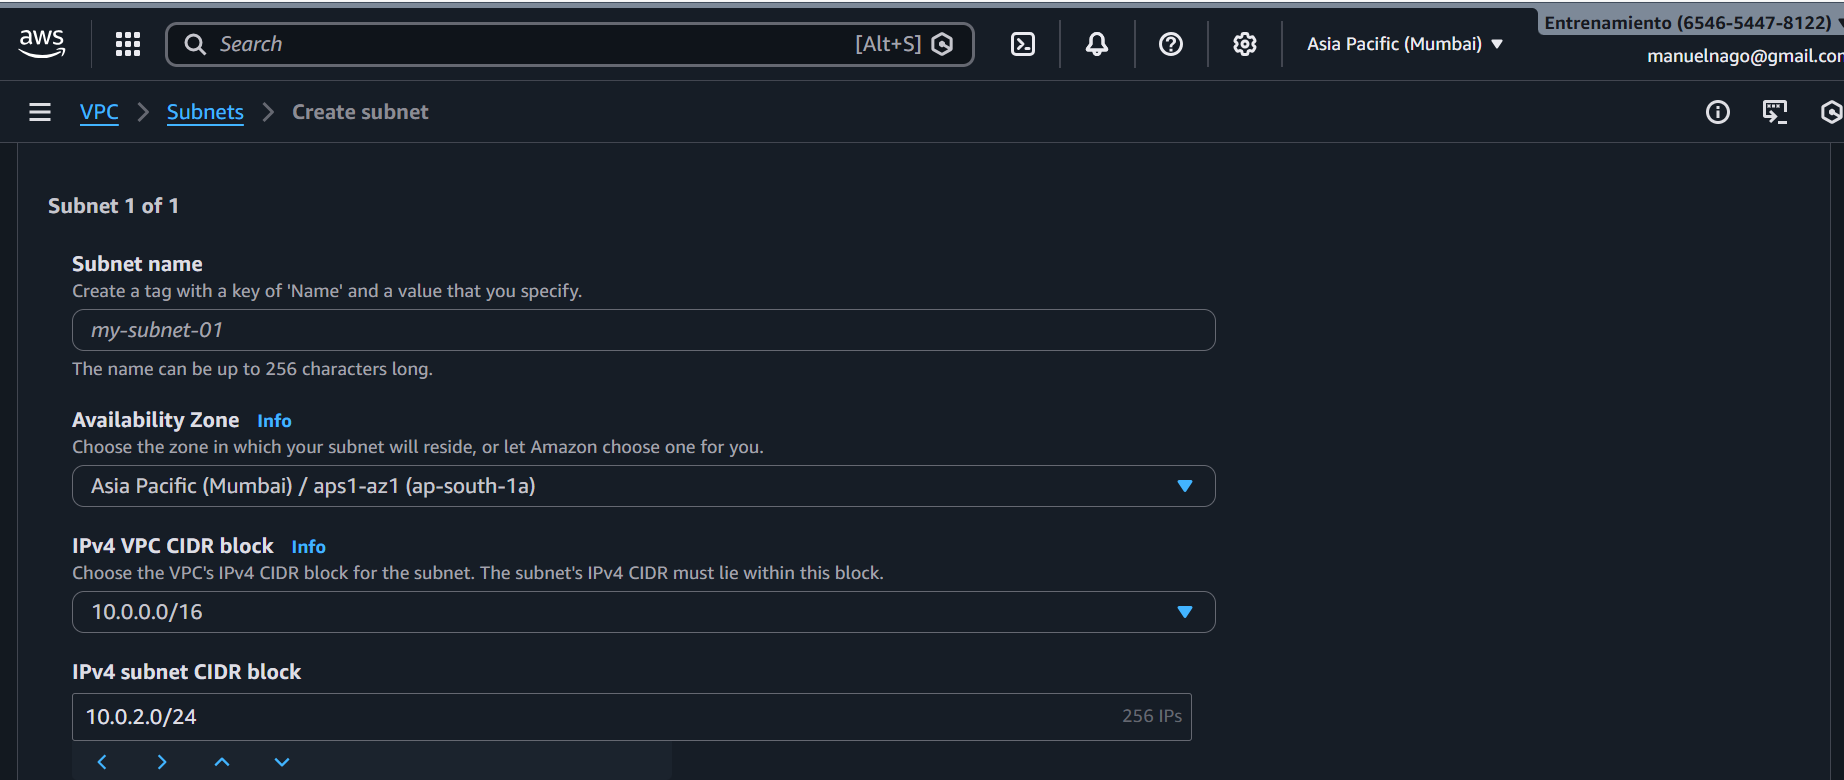 Entrenamiento (6546-5447-8122)
aws
Search
[Alt+S]
Asia Pacific (Mumbai)
manuelnago@gmail.co
VPC
Subnets
Create subnet
Subnet 1 of 1
Subnet name
Create a tag with a key of 'Name' and a value that you specify.
my-subnet-01
The name can be up to 256 characters long.
Availability Zone Info
Choose the zone in which your subnet will reside, or let Amazon choose one for you.
Asia Pacific (Mumbai) / aps1-az1 (ap-south-1a)
IPv4 VPC CIDR block Info
Choose the VPC's IPv4 CIDR block for the subnet. The subnet's IPv4 CIDR must lie within this block.
10.0.0.0/16
IPv4 subnet CIDR block
10.0.2.0/24
256 IPs